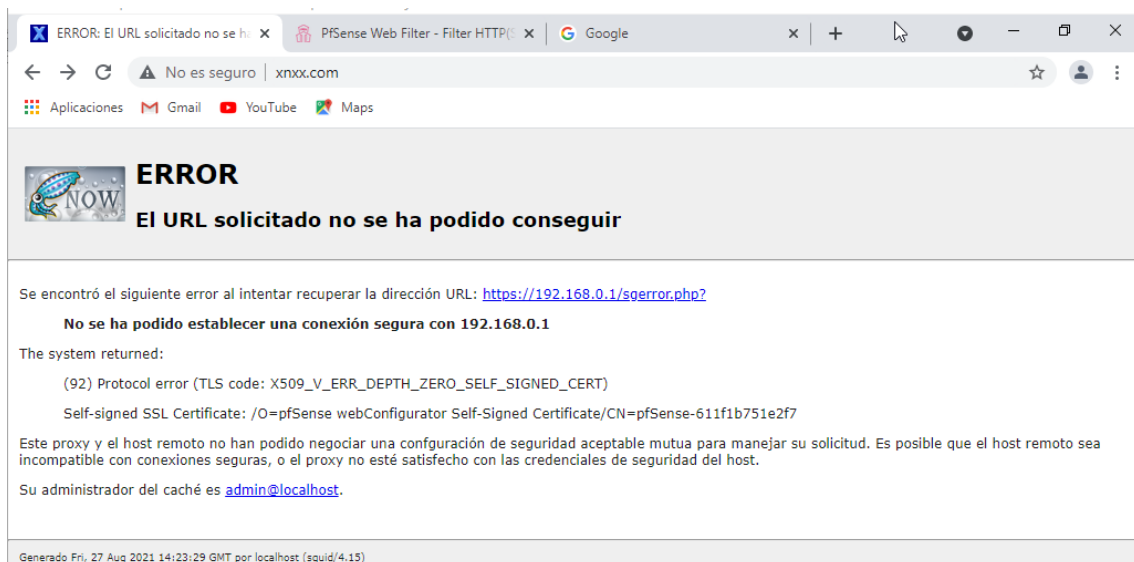 ERROR: El URL solicitado no se h
PfSense Web Filter - Filter HTTP(S
G Google
No es seguro | xnxx.com
Aplicaciones
Gmail
YouTube
Maps
NOW
ERROR
El URL solicitado no se ha podido conseguir
Se encontró el siguiente error al intentar recuperar la dirección URL: https://192.168.0.1/sgerror.php?
No se ha podido establecer una conexión segura con 192.168.0.1
The system returned:
(92) Protocol error (TLS code: X509_V_ERR_DEPTH_ZERO_SELF_SIGNED_CERT)
Self-signed SSL Certificate: /O=pfSense webConfigurator Self-Signed Certificate/CN=pfSense-611f1b751e2f7
Este proxy y el host remoto no han podido negociar una confguración de seguridad aceptable mutua para manejar su solicitud. Es posible que el host remoto sea
incompatible con conexiones seguras, o el proxy no esté satisfecho con las credenciales de seguridad del host.
Su administrador del caché es admin@localhost.
Generado Fri, 27 Aug 2021 14:23:29 GMT por localhost (squid/4.15)